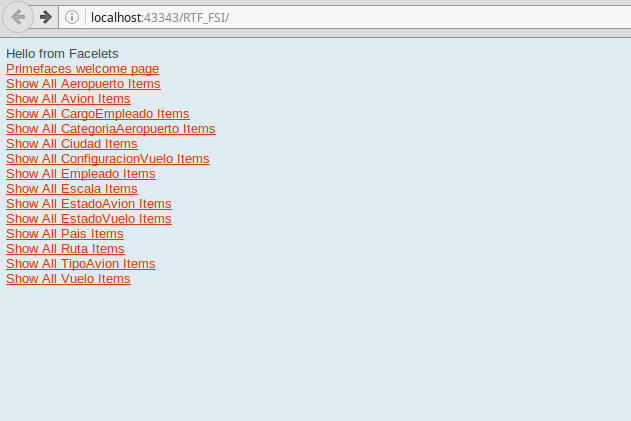 localhost:43343/RTF_FSI/
Hello from Facelets
Primefaces welcome page
Show All Aeropuerto Items
Show All Avion Items
Show All CargoEmpleado Items
Show All CategoriaAeropuerto Items
Show All Ciudad Items
Show All ConfiguracionVuelo Items
Show All Empleado Items
Show All Escala Items
Show All EstadoAvion Items
Show All EstadoVuelo Items
Show All Pais Items
Show All Ruta Items
Show All TipoAvion Items
Show All Vuelo Items